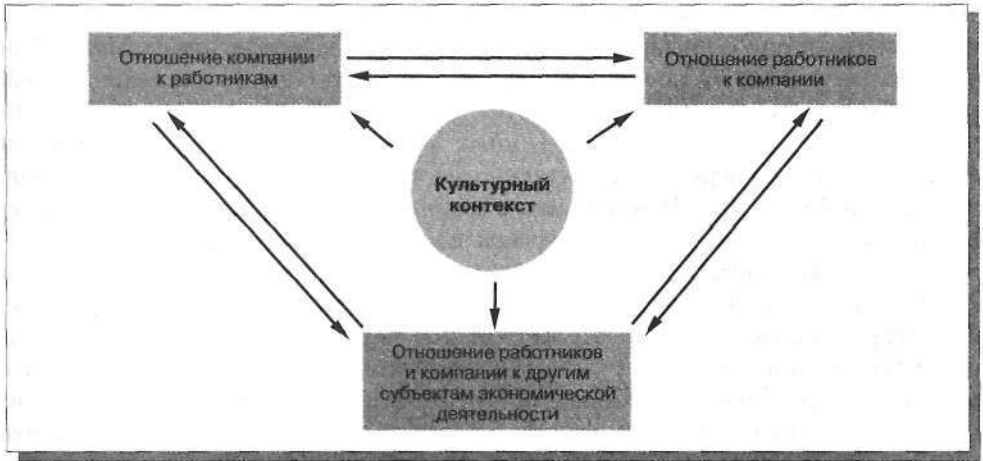 Отношение компании
к работникам
Отношение работников
к компании
Культурный
контекст
Отношение работников
и компании к другим
субъектам экономической
деятельности